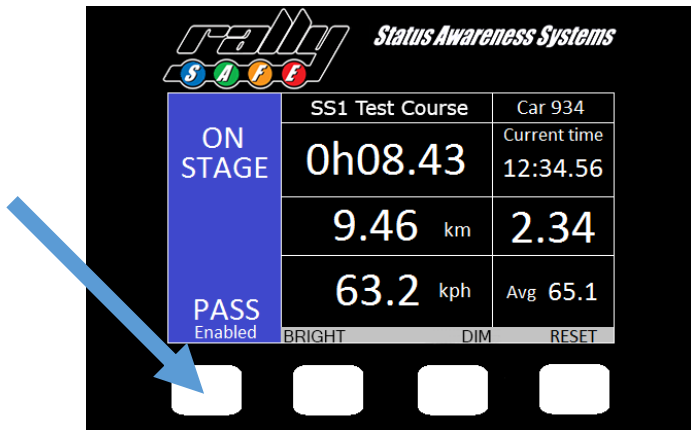 rally
Status Awareness Systems
SAFE
SS1 Test Course
Car 934
ON
STAGE
0h08.43
Current time
12:34.56
9.46 km
2.34
63.2 kph
Avg 65.1
PASS
Enabled
BRIGHT
DIM
RESET